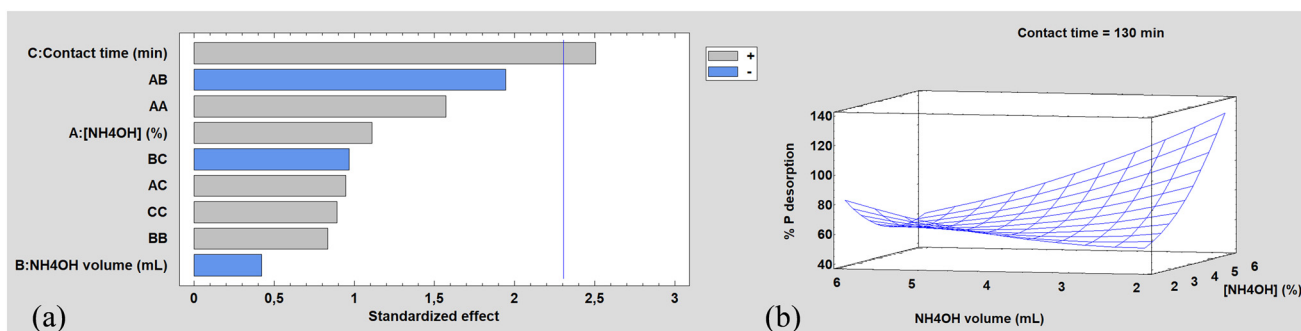 C:Contact time (min)
AB
AA
A:[NH4OH] (%)
BC
AC
CC
BB
B:NH4OH volume (mL)
0 0,5 1 1,5 2 2,5 3
Standardized effect
+
-
(a)
Contact time = 130 min
% P desorption
140
120
100
80
60
40
6 5 4 3 2
NH4OH volume (mL)
2 3 4 5 6
[NH4OH] (%)
(b)